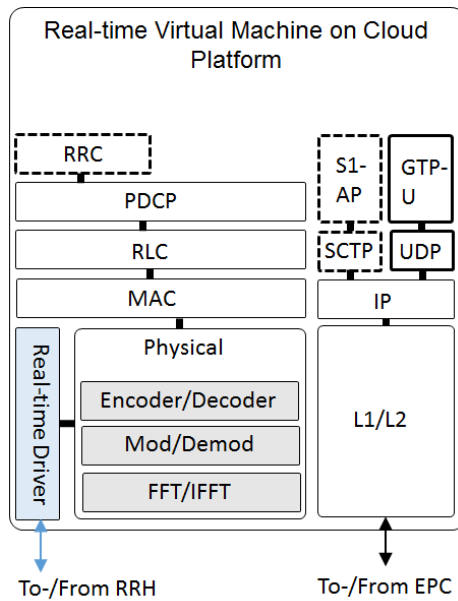 Real-time Virtual Machine on Cloud
Platform
RRC
S1-
AP
GTP-
U
PDCP
RLC
SCTP
UDP
MAC
IP
Real-time Driver
Physical
Encoder/Decoder
Mod/Demod
FFT/IFFT
L1/L2
To-/From RRH
To-/From EPC